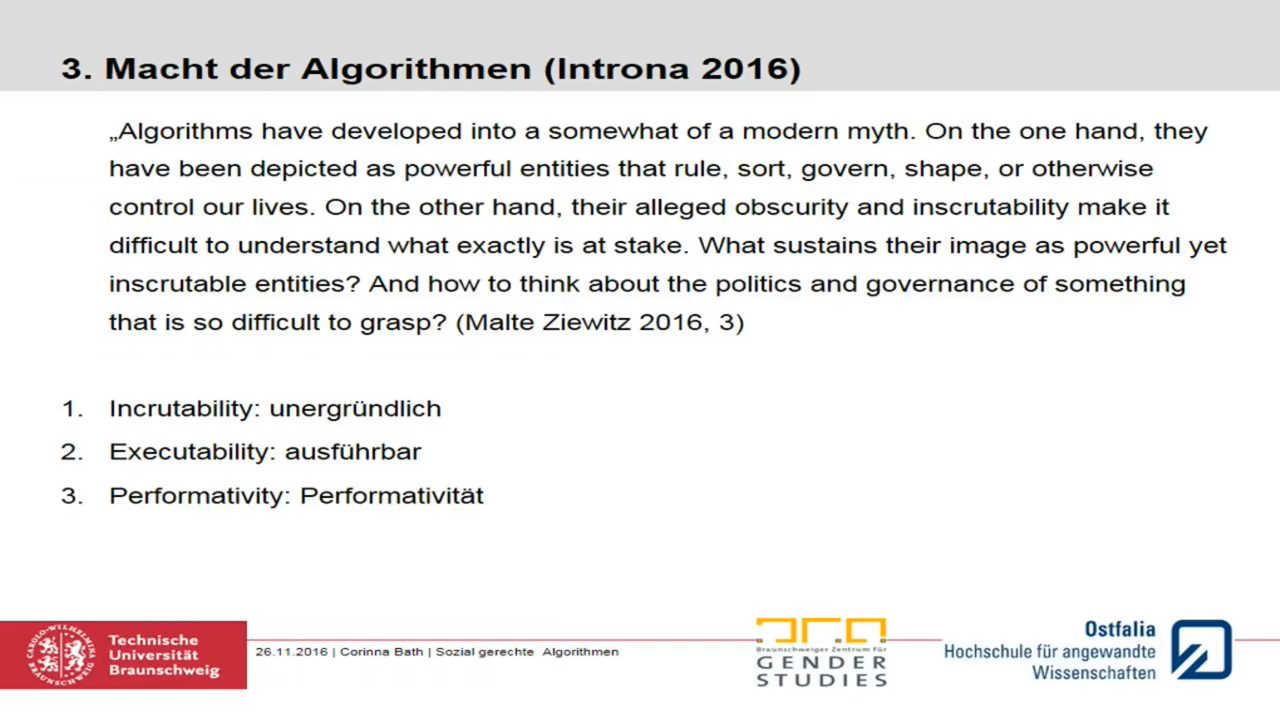 3. Macht der Algorithmen (Introna 2016)
„Algorithms have developed into a somewhat of a modern myth. On the one hand, they
have been depicted as powerful entities that rule, sort, govern, shape, or otherwise
control our lives. On the other hand, their alleged obscurity and inscrutability make it
difficult to understand what exactly is at stake. What sustains their image as powerful yet
inscrutable entities? And how to think about the politics and governance of something
that is so difficult to grasp? (Malte Ziewitz 2016, 3)
1. Incrutability: unergründlich
2. Executability: ausführbar
3. Performativity: Performativität
Technische
Universität
Braunschweig
26.11.2016 | Corinna Bath | Sozial gerechte Algorithmen
Braunschweiger Zentrum für
GENDER
STUDIES
Ostfalia
Hochschule für angewandte
Wissenschaften